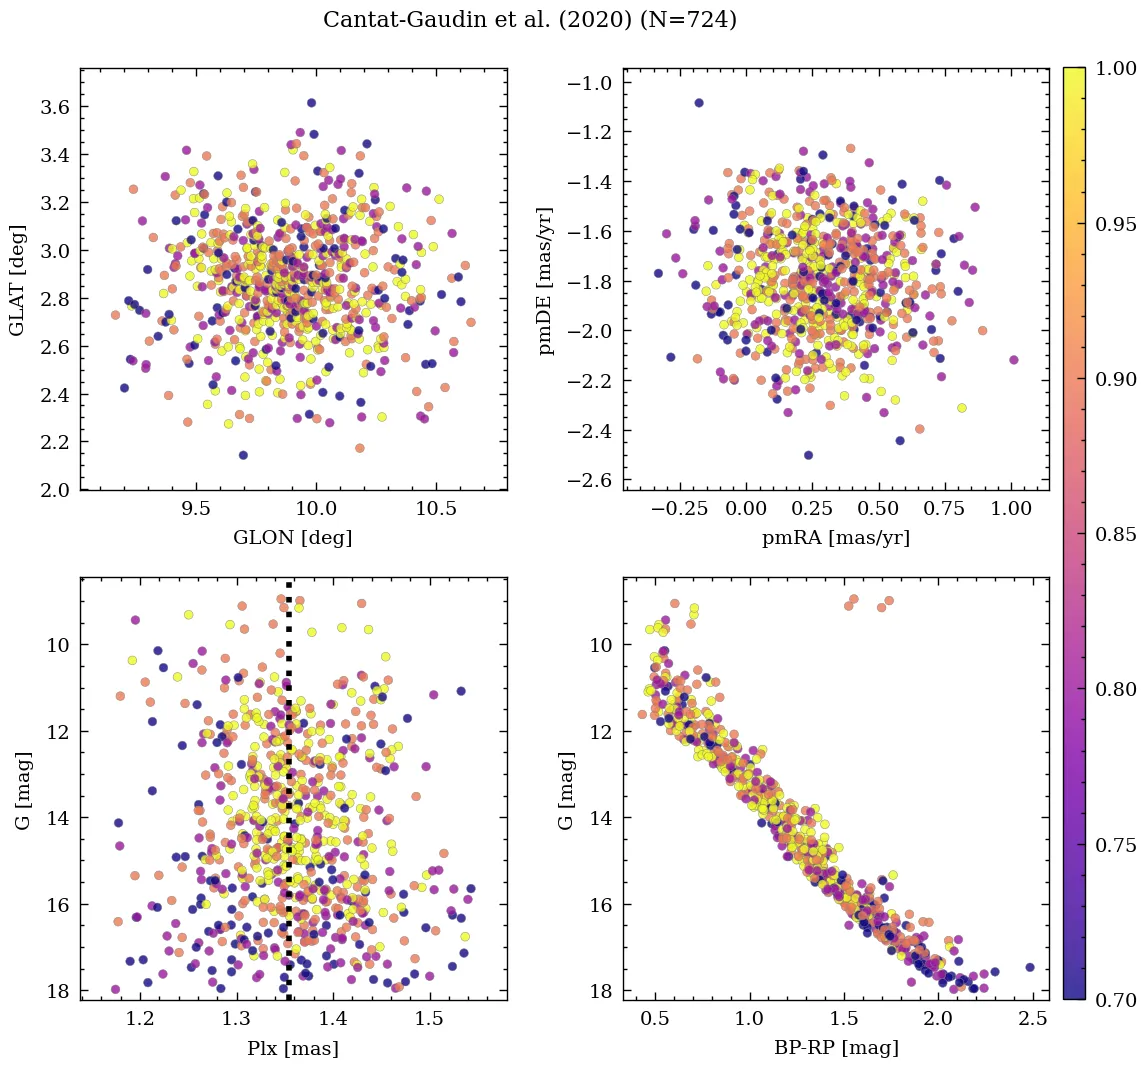 Cantat-Gaudin et al. (2020) (N=724)
3.6
3.4
3.2
3.0
2.8
2.6
2.4
2.2
2.0
GLAT [deg]
9.5 10.0 10.5
GLON [deg]
−1.0
−1.2
−1.4
−1.6
−1.8
−2.0
−2.2
−2.4
−2.6
pmDE [mas/yr]
−0.25 0.00 0.25 0.50 0.75 1.00
pmRA [mas/yr]
10
12
14
16
18
G [mag]
1.2 1.3 1.4 1.5
Plx [mas]
10
12
14
16
18
G [mag]
0.5 1.0 1.5 2.0 2.5
BP-RP [mag]
1.00
0.95
0.90
0.85
0.80
0.75
0.70